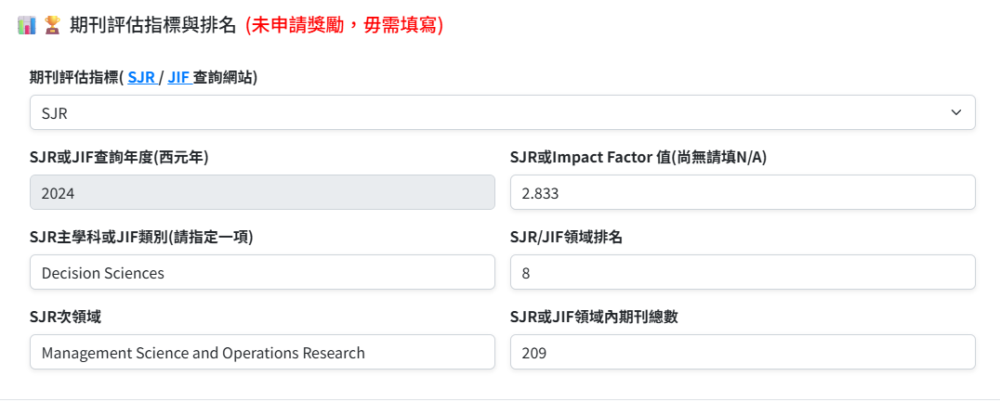 期刊評估指標與排名 (未申請獎勵，毋需填寫)
期刊評估指標( SJR / JIF 查詢網站)
SJR
SJR或JIF查詢年度(西元年)
SJR或Impact Factor 值(尚無請填N/A)
2024
2.833
SJR主學科或JIF類別(請指定一項)
SJR/JIF領域排名
Decision Sciences
8
SJR次領域
SJR或JIF領域內期刊總數
Management Science and Operations Research
209